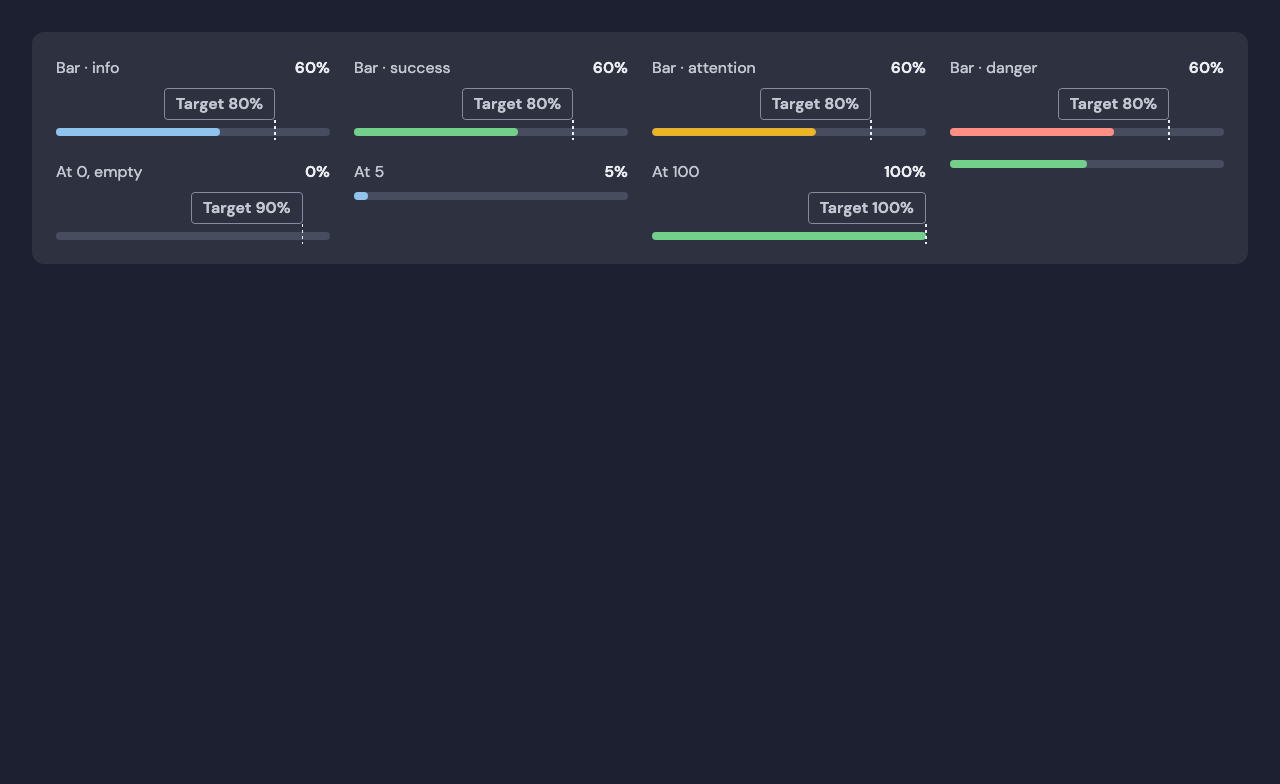 Bar · info 60%
Target 80%
Bar · success 60%
Target 80%
Bar · attention 60%
Target 80%
Bar · danger 60%
Target 80%
At 0, empty 0%
Target 90%
At 5 5%
At 100 100%
Target 100%